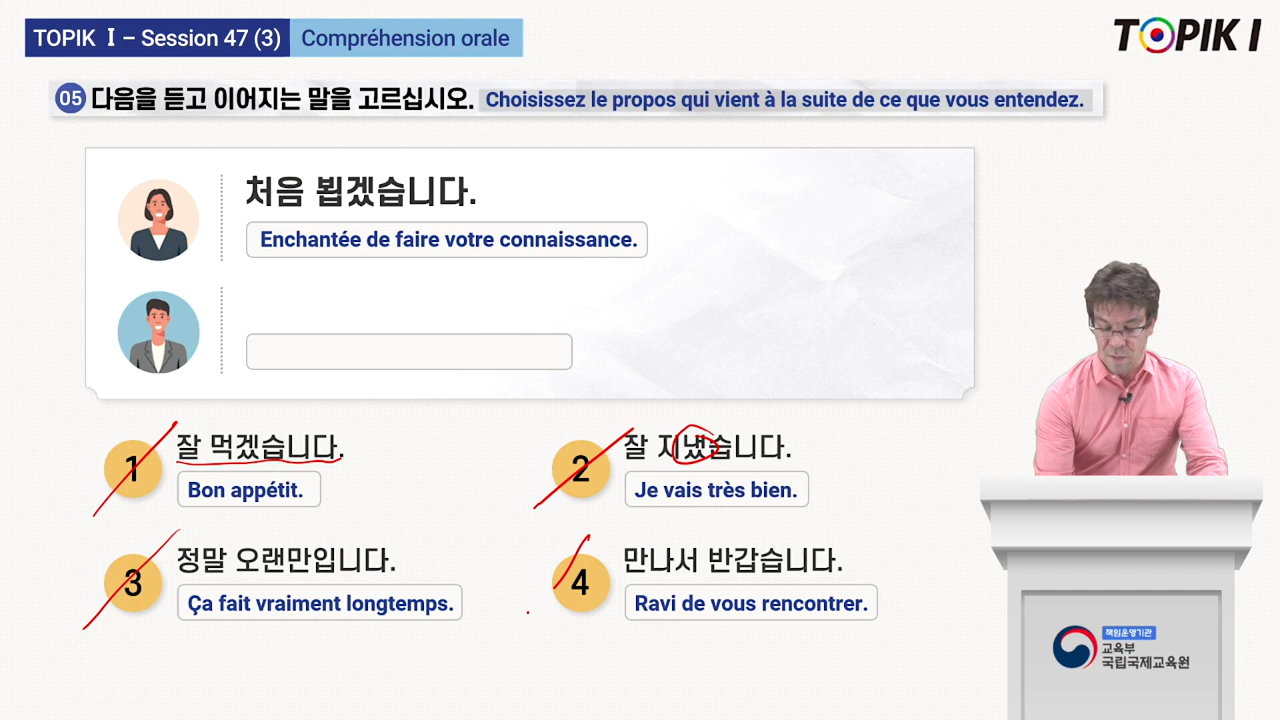 TOPIK Ⅰ – Session 47 (3) Compréhension orale
TOPIK I
05 다음을 듣고 이어지는 말을 고르십시오. Choisissez le propos qui vient à la suite de ce que vous entendez.
처음 뵙겠습니다.
Enchantée de faire votre connaissance.
1 잘 먹겠습니다.
Bon appétit.
2 잘 지냈습니다.
Je vais très bien.
3 정말 오랜만입니다.
Ça fait vraiment longtemps.
4 만나서 반갑습니다.
Ravi de vous rencontrer.
책임운영기관
교육부
국립국제교육원